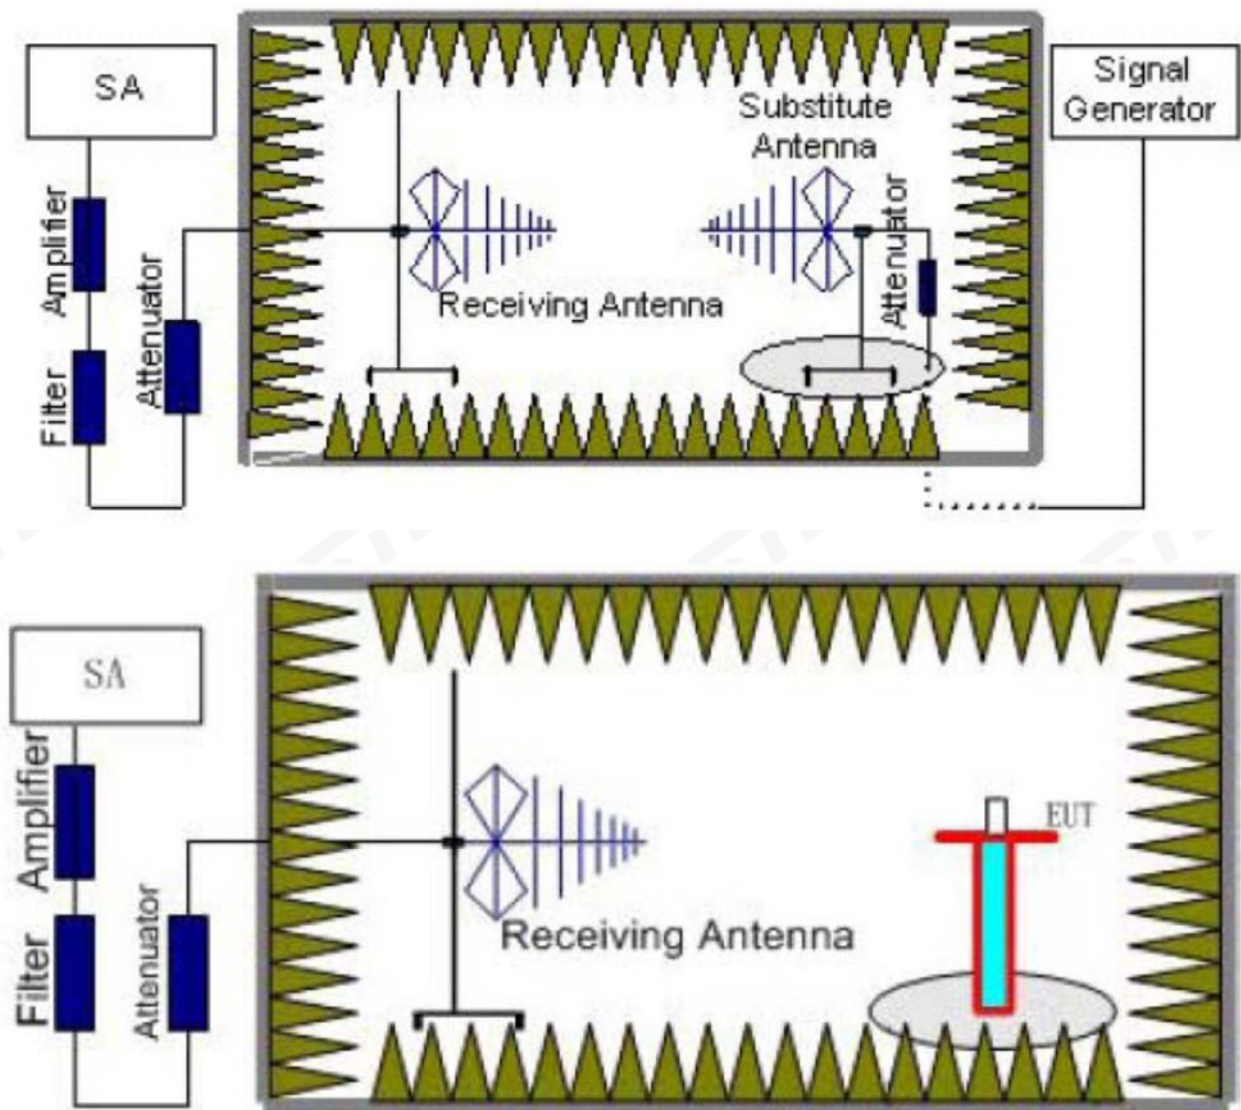 SA
Signal
Generator
Substitute
Antenna
Amplifier
Attenuator
Attenuator
Filter
Receiving Antenna
SA
Amplifier
EUT
Attenuator
Filter
Receiving Antenna